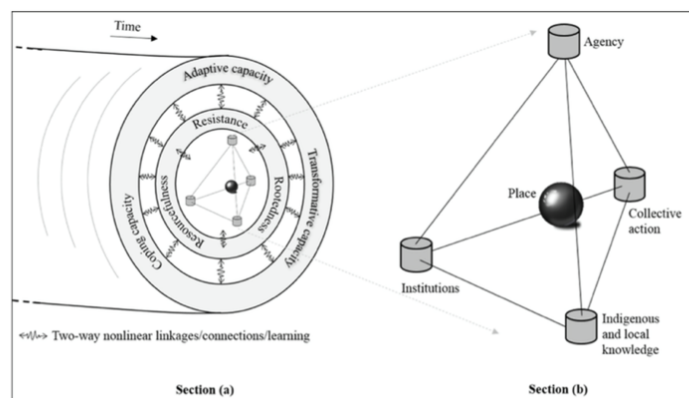 Time
Adaptive capacity
Resistance
Rootedness
Resourcefulness
Coping capacity
Transformative capacity
Two-way nonlinear linkages/connections/learning
Section (a)
Agency
Place
Collective
action
Institutions
Indigenous
and local
knowledge
Section (b)